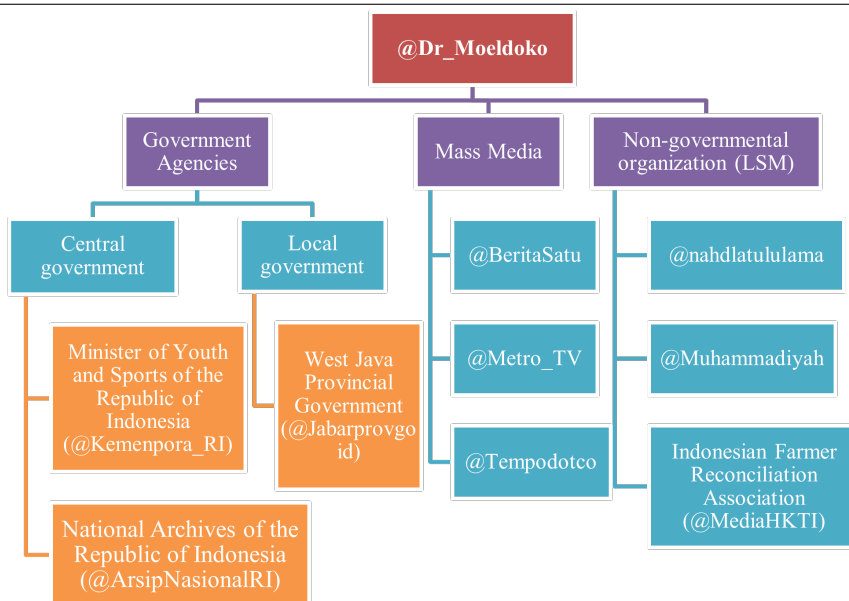 @Dr_Moeldoko
Government
Agencies
Mass Media
Non-governmental
organization (LSM)
Central
government
Local
government
@BeritaSatu
@nahdlatululama
Minister of Youth
and Sports of the
Republic of
Indonesia
(@Kemenpora_RI)
West Java
Provincial
Government
(@Jabarprovgo
id)
@Metro_TV
@Muhammadiyah
@Tempodotco
Indonesian Farmer
Reconciliation
Association
(@MediaHKTI)
National Archives of the
Republic of Indonesia
(@ArsipNasionalRI)